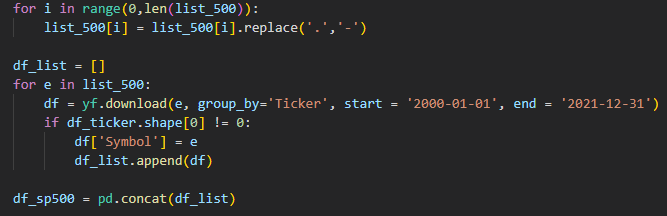 for i in range(0,len(list_500)):
    list_500[i] = list_500[i].replace('.','-')

df_list = []
for e in list_500:
    df = yf.download(e, group_by='Ticker', start = '2000-01-01', end = '2021-12-31')
    if df_ticker.shape[0] != 0:
        df['Symbol'] = e
        df_list.append(df)

df_sp500 = pd.concat(df_list)